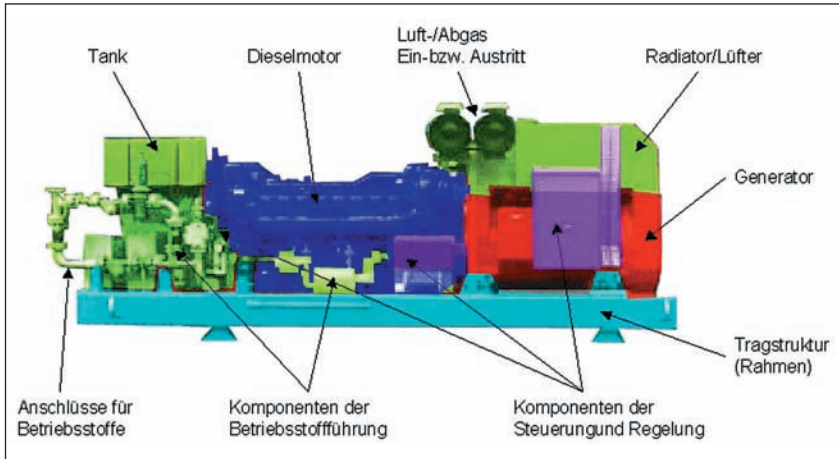 Luft-/Abgas
Ein-bzw. Austritt
Tank
Dieselmotor
Radiator/Lüfter
Generator
Tragstruktur
(Rahmen)
Anschlüsse für
Betriebsstoffe
Komponenten der
Betriebsstoffführung
Komponenten der
Steuerungund Regelung